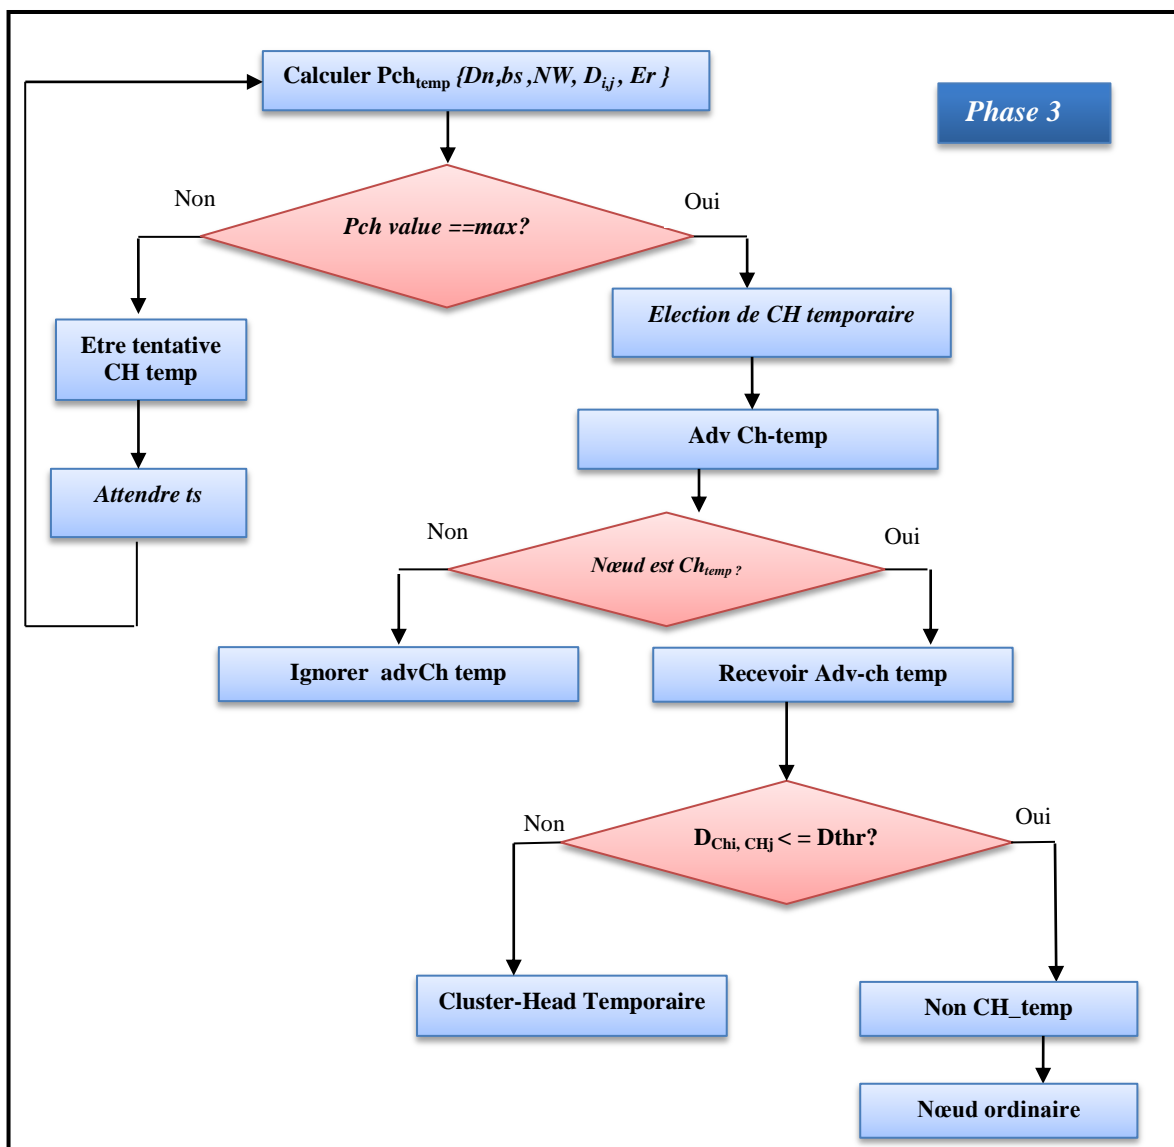 Calculer Pchtemp {Dn,bs ,NW, Di,j , Er }
Phase 3
Non
Oui
Pch value ==max?
Election de CH temporaire
Etre tentative
CH temp
Adv Ch-temp
Attendre ts
Non
Oui
Nœud est Chtemp ?
Ignorer advCh temp
Recevoir Adv-ch temp
Non
Oui
DChi, CHj < = Dthr?
Cluster-Head Temporaire
Non CH_temp
Nœud ordinaire